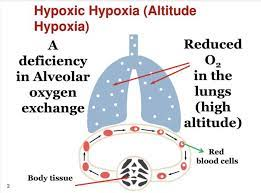 Hypoxic Hypoxia (Altitude
Hypoxia)
A
deficiency
in Alveolar
oxygen
exchange
Reduced
O2
in the
lungs
(high
altitude)
Red
blood cells
Body tissue
2